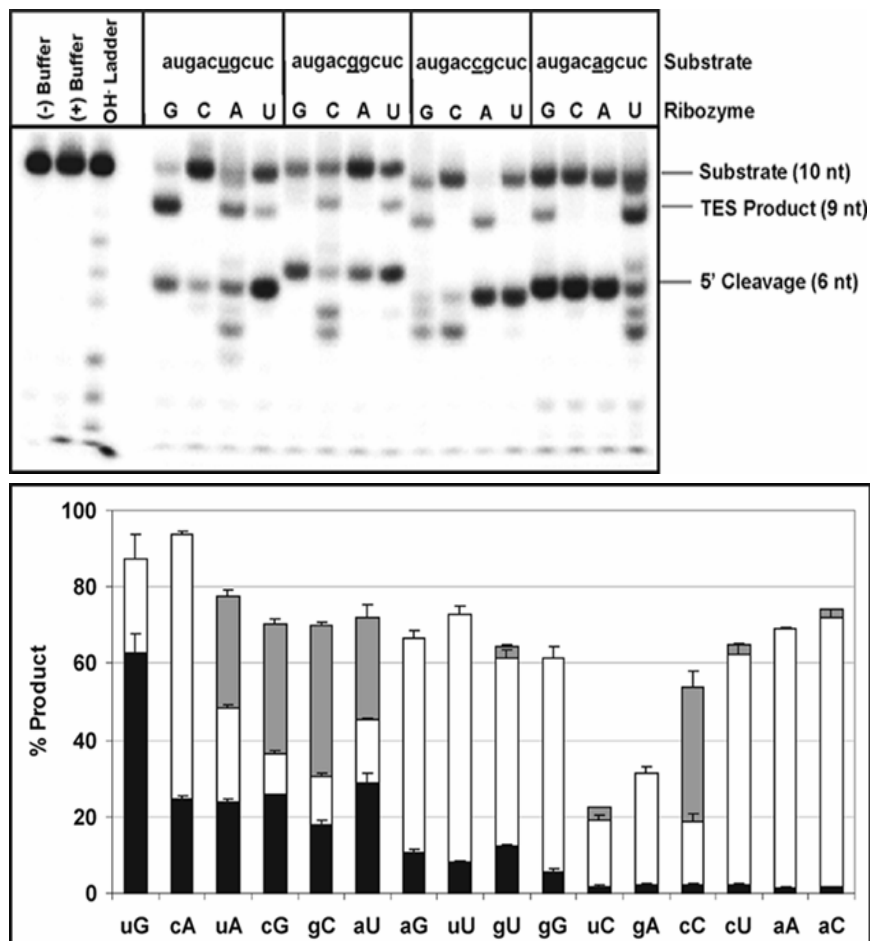 (-) Buffer
(+) Buffer
OH- Ladder
augacugcuc augacggcuc augaccgcuc augacagcuc Substrate
G C A U G C A U G C A U G C A U Ribozyme
Substrate (10 nt)
TES Product (9 nt)
5' Cleavage (6 nt)
100
80
60
40
20
0
% Product
uG cA uA cG gC aU aG uU gU gG uC gA cC cU aA aC